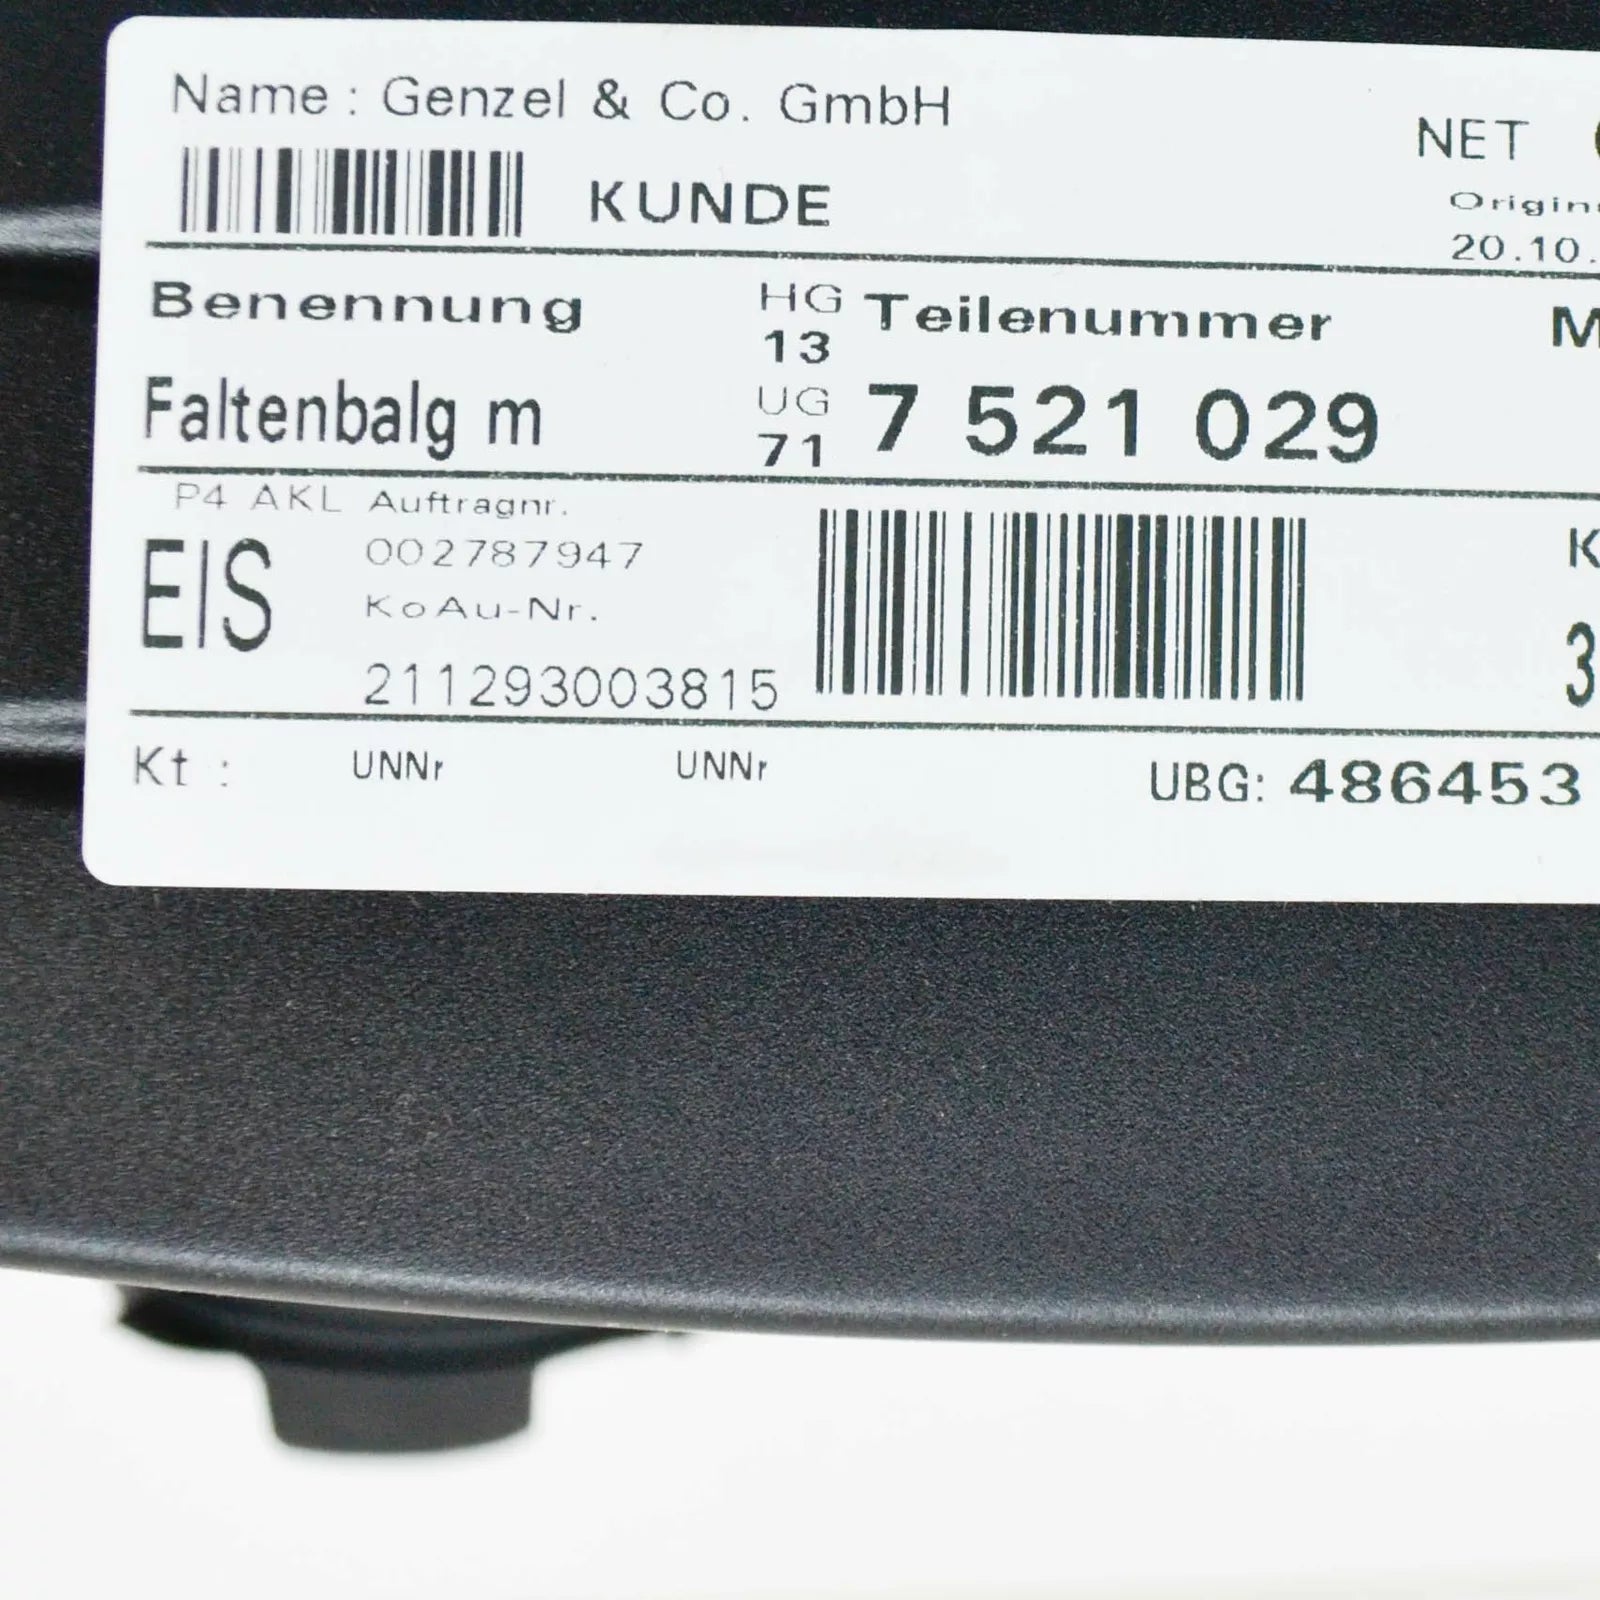 Name : Genzel & Co. GmbH
NET
KUNDE
20.10.
Benennung HG Teilenummer
13
Faltenbalg m UG 7 521 029
71
P4 AKL Auftragnr.
EIS 002787947
KoAu-Nr.
211293003815
Kt : UNNr UNNr UBG: 486453